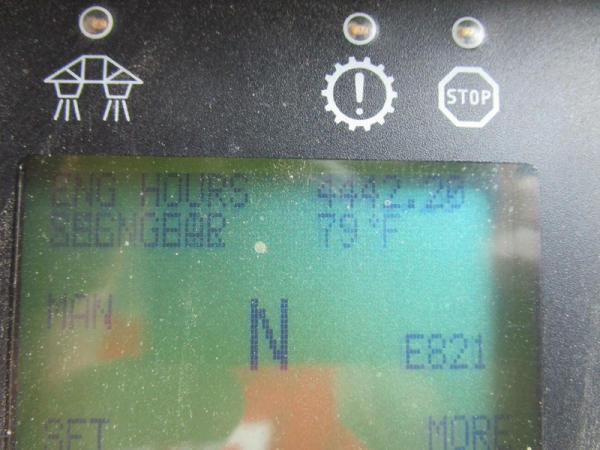 STOP
ENG HOURS 4442.20
79 °F
MAN N E821
SET MORE